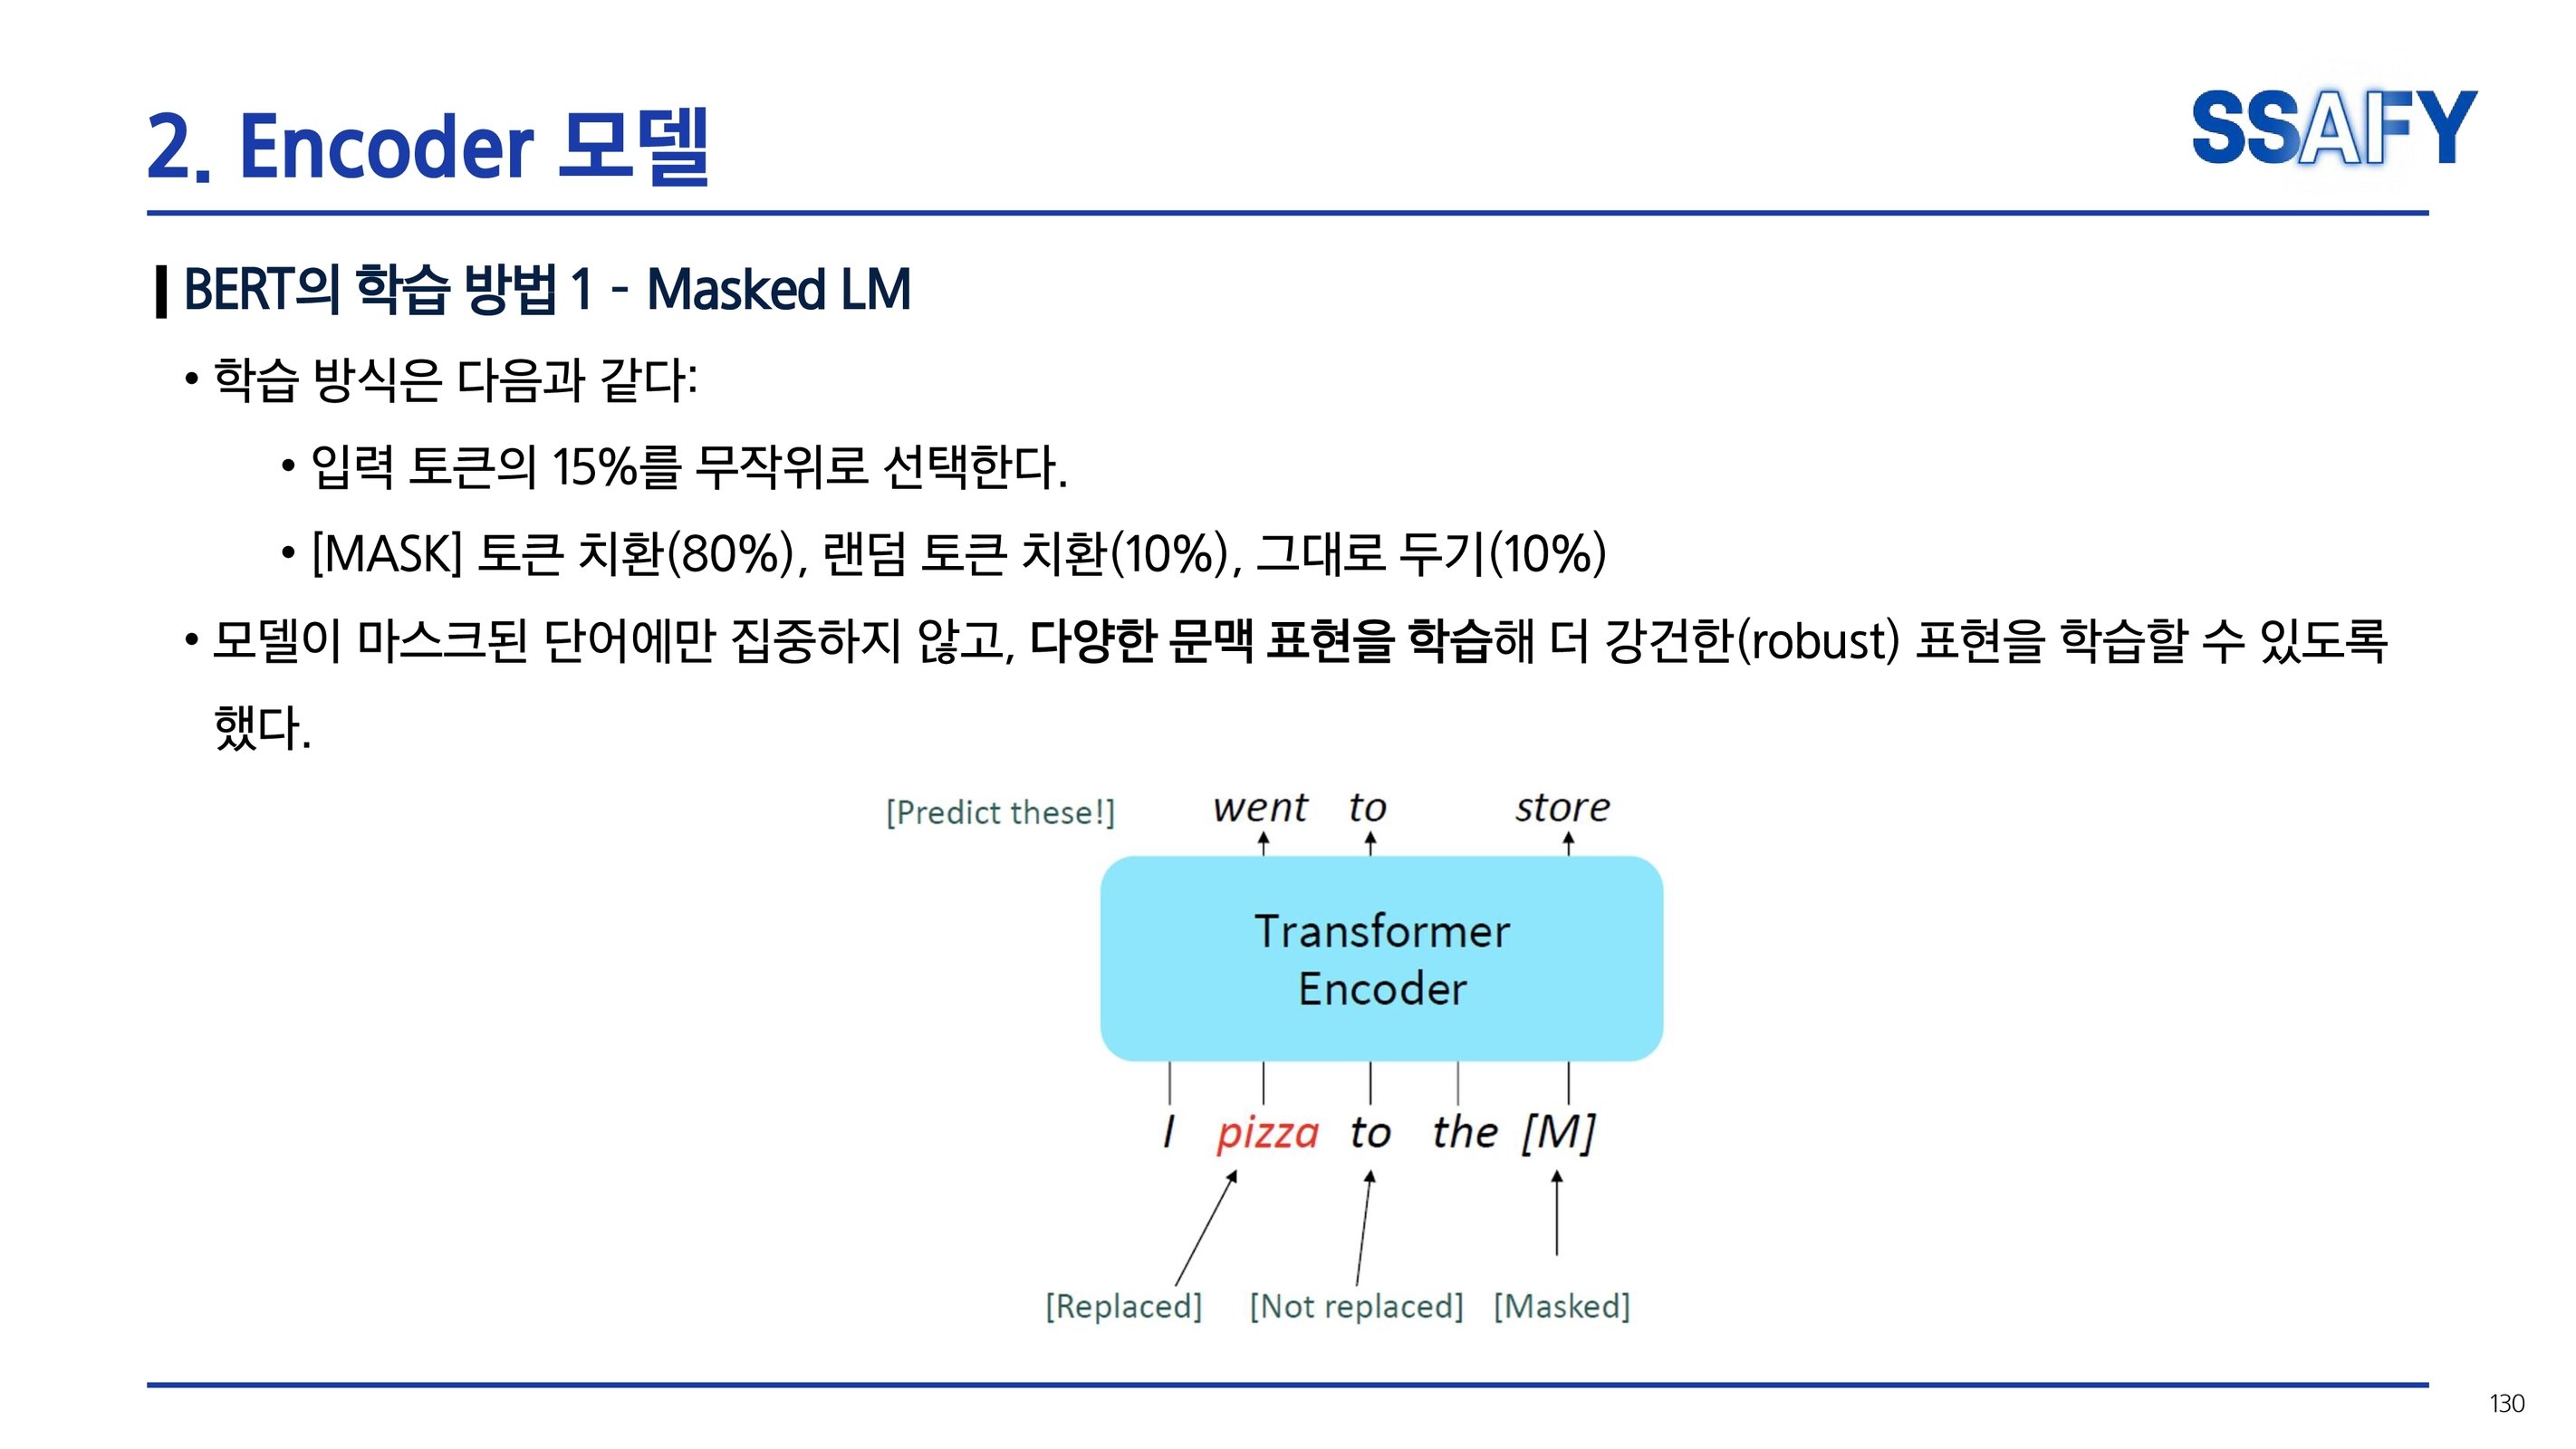 2. Encoder 모델
SSAFY
BERT의 학습 방법 1 - Masked LM
• 학습 방식은 다음과 같다:
• 입력 토큰의 15%를 무작위로 선택한다.
• [MASK] 토큰 치환(80%), 랜덤 토큰 치환(10%), 그대로 두기(10%)
• 모델이 마스크된 단어에만 집중하지 않고, 다양한 문맥 표현을 학습해 더 강건한(robust) 표현을 학습할 수 있도록
했다.
[Predict these!] went to store
Transformer
Encoder
I pizza to the [M]
[Replaced] [Not replaced] [Masked]
130